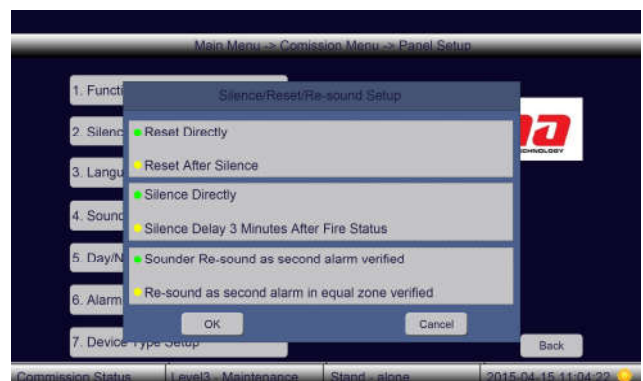 Main Menu -> Comission Menu -> Panel Setup
1. Functi
Silence/Reset/Re-sound Setup
2. Silenc
Reset Directly
Reset After Silence
3. Langu
Silence Directly
4. Sound
Silence Delay 3 Minutes After Fire Status
5. Day/N
Sounder Re-sound as second alarm verified
6. Alarm
Re-sound as second alarm in equal zone verified
OK
Cancel
7. Device Type Setup
Back
Commission Status
Level3 - Maintenance
Stand - alone
2015-04-15 11:04:22